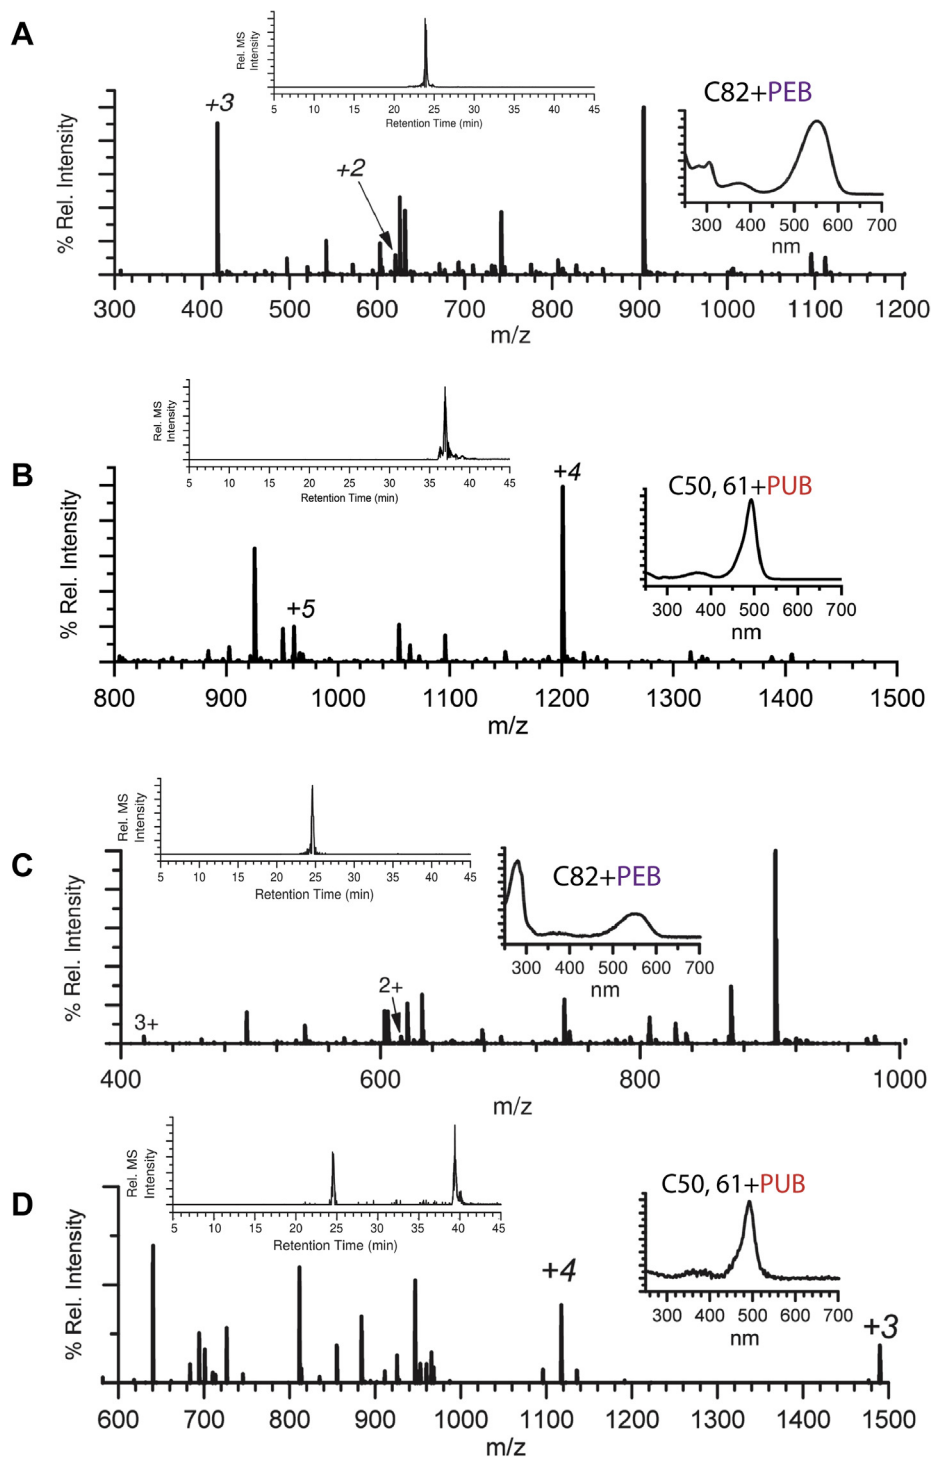 A
Rel. MS
Intensity
5 10 15 20 25 30 35 40 45
Retention Time (min)
% Rel. Intensity
+3
+2
C82+PEB
300 400 500 600 700
nm
300 400 500 600 700 800 900 1000 1100 1200
m/z
B
Rel. MS
Intensity
5 10 15 20 25 30 35 40 45
Retention Time (min)
% Rel. Intensity
+5
+4
C50, 61+PUB
300 400 500 600 700
nm
800 900 1000 1100 1200 1300 1400 1500
m/z
C
Rel. MS
Intensity
5 10 15 20 25 30 35 40 45
Retention Time (min)
% Rel. Intensity
3+
2+
C82+PEB
300 400 500 600 700
nm
400 600 800 1000
m/z
D
Rel. MS
Intensity
5 10 15 20 25 30 35 40 45
Retention Time (min)
% Rel. Intensity
+4
+3
C50, 61+PUB
300 400 500 600 700
nm
600 700 800 900 1000 1100 1200 1300 1400 1500
m/z